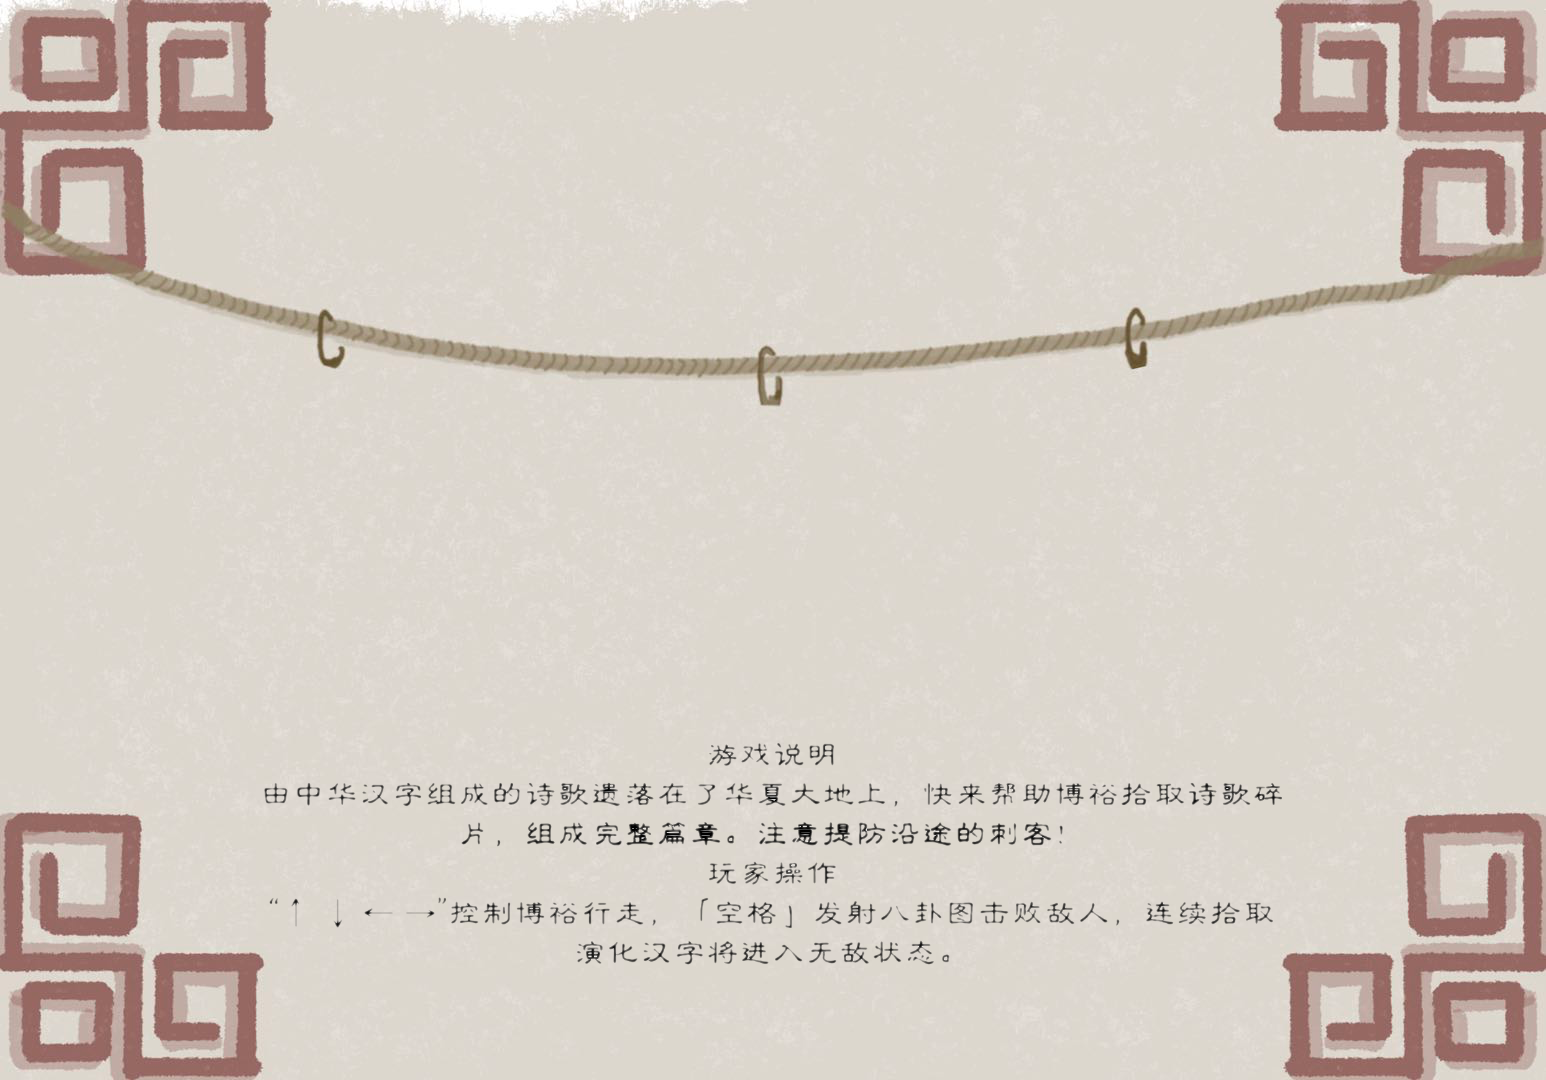 游戏说明
由中华汉字组成的诗歌遗落在了华夏大地上，快来帮助博裕拾取诗歌碎
片，组成完整篇章。注意提防沿途的刺客！
玩家操作
“↑ ↓ ← →”控制博裕行走，「空格」发射八卦图击败敌人，连续拾取
演化汉字将进入无敌状态。